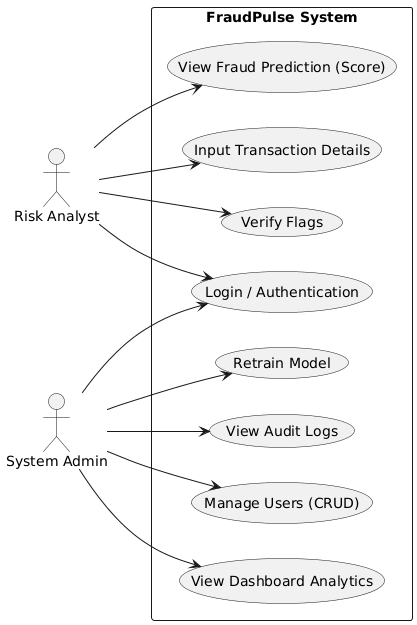 FraudPulse System
View Fraud Prediction (Score)
Input Transaction Details
Verify Flags
Risk Analyst
Login / Authentication
Retrain Model
View Audit Logs
System Admin
Manage Users (CRUD)
View Dashboard Analytics